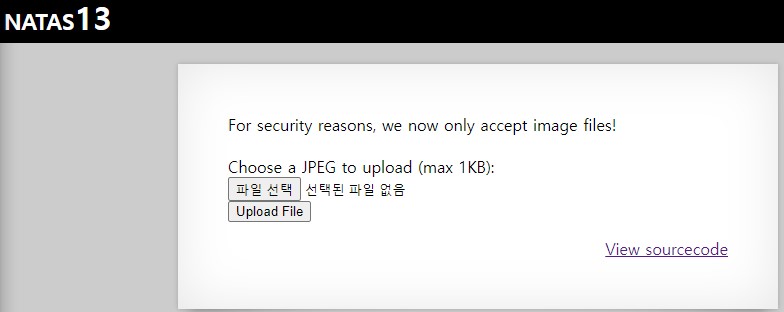 NATAS13
For security reasons, we now only accept image files!
Choose a JPEG to upload (max 1KB):
파일 선택 선택된 파일 없음
Upload File
View sourcecode